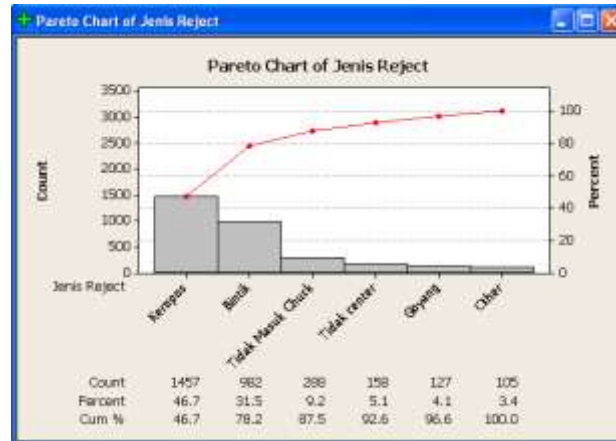 Pareto Chart of Jenis Reject
Pareto Chart of Jenis Reject
3500
3000
2500
2000
1500
1000
500
0
Count
100
80
60
40
20
0
Percent
Jenis Reject
Keropos
Bintik
Tidak Masuk Chuck
Tidak center
Goyang
Other
Count 1457 982 288 158 127 105
Percent 46.7 31.5 9.2 5.1 4.1 3.4
Cum % 46.7 78.2 87.5 92.6 96.6 100.0